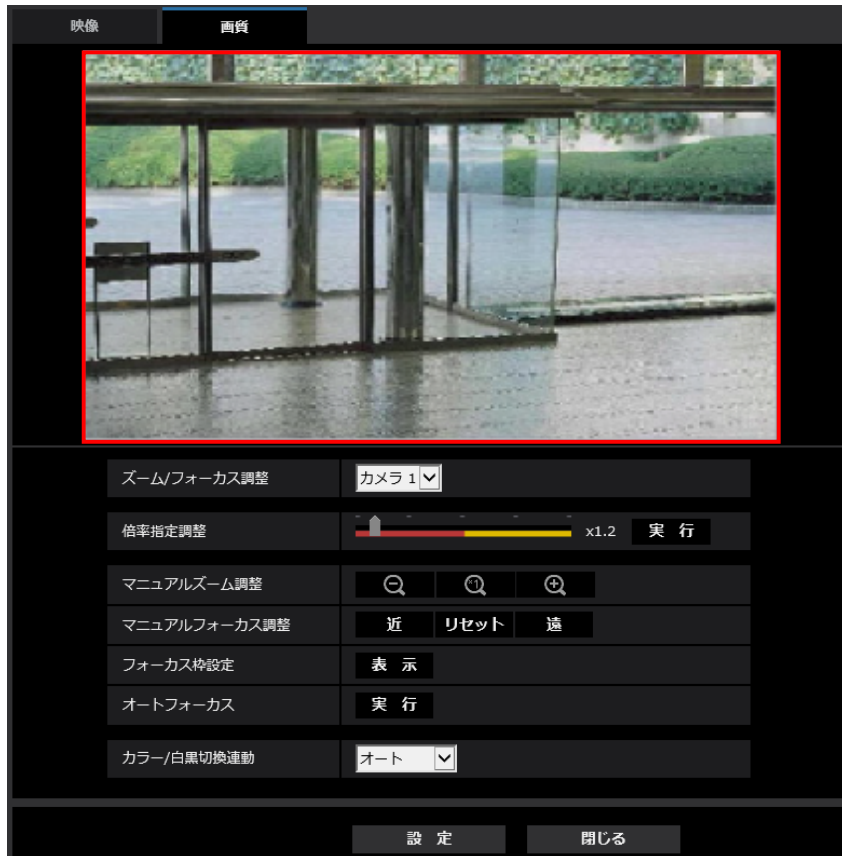 映像 画質
ズーム/フォーカス調整 カメラ 1
倍率指定調整 x1.2 実 行
マニュアルズーム調整 ×1
マニュアルフォーカス調整 近 リセット 遠
フォーカス枠設定 表 示
オートフォーカス 実 行
カラー/白黒切換連動 オート
設 定 閉じる